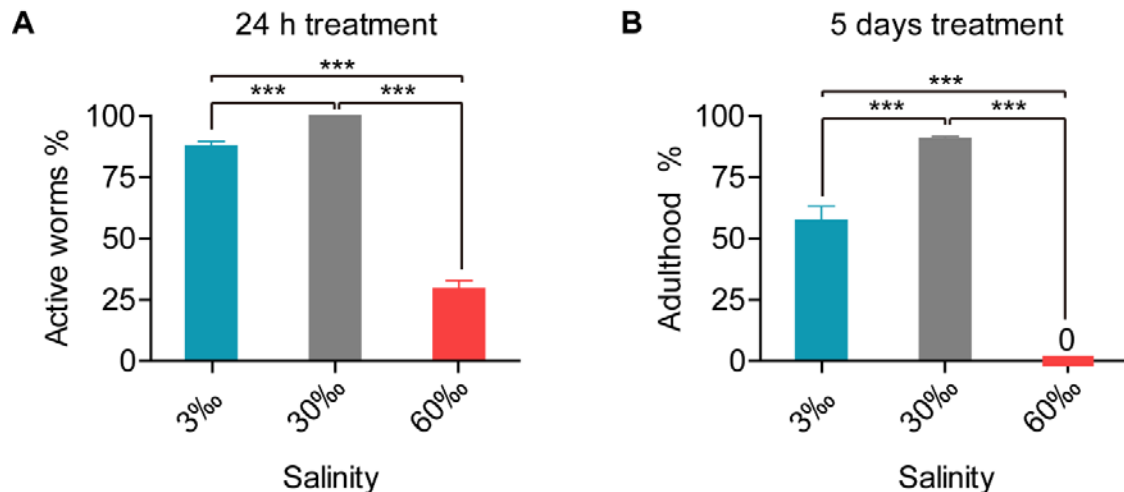 A 24 h treatment
***
*** ***
Active worms %
100
75
50
25
0
3‰ 30‰ 60‰
Salinity
B 5 days treatment
***
*** ***
Adulthood %
100
75
50
25
0
0
3‰ 30‰ 60‰
Salinity